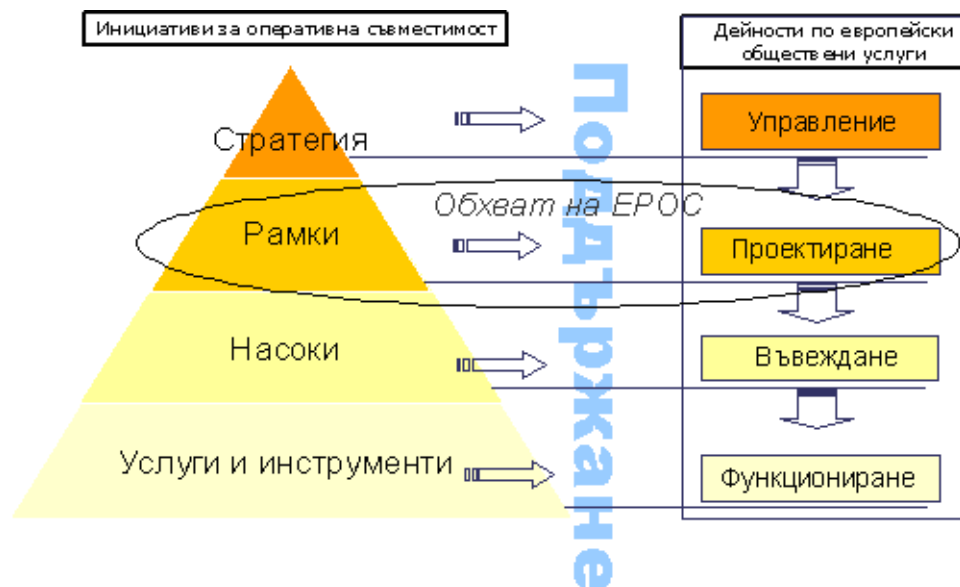 Инициативи за оперативна съвместимост
Дейности по европейски
обществени услуги
Стратегия
Управление
Обхват на ЕРОС
Рамки
Проектиране
Насоки
Въвеждане
Услуги и инструменти
Функциониране
Поддържане